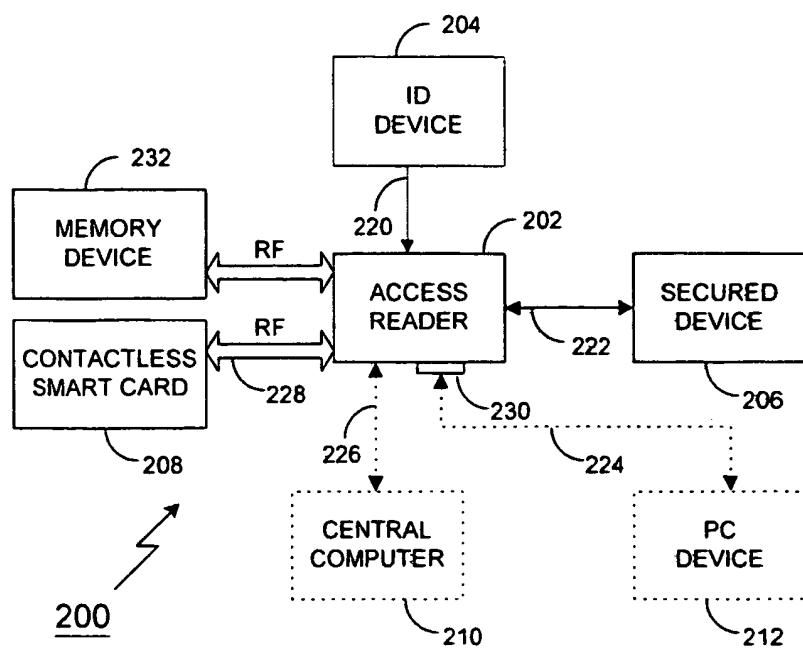 204
ID
DEVICE
232
220
202
MEMORY
DEVICE
RF
ACCESS
READER
SECURED
DEVICE
222
RF
CONTACTLESS
SMART CARD
228
230
206
226
224
208
CENTRAL
COMPUTER
PC
DEVICE
200
210
212